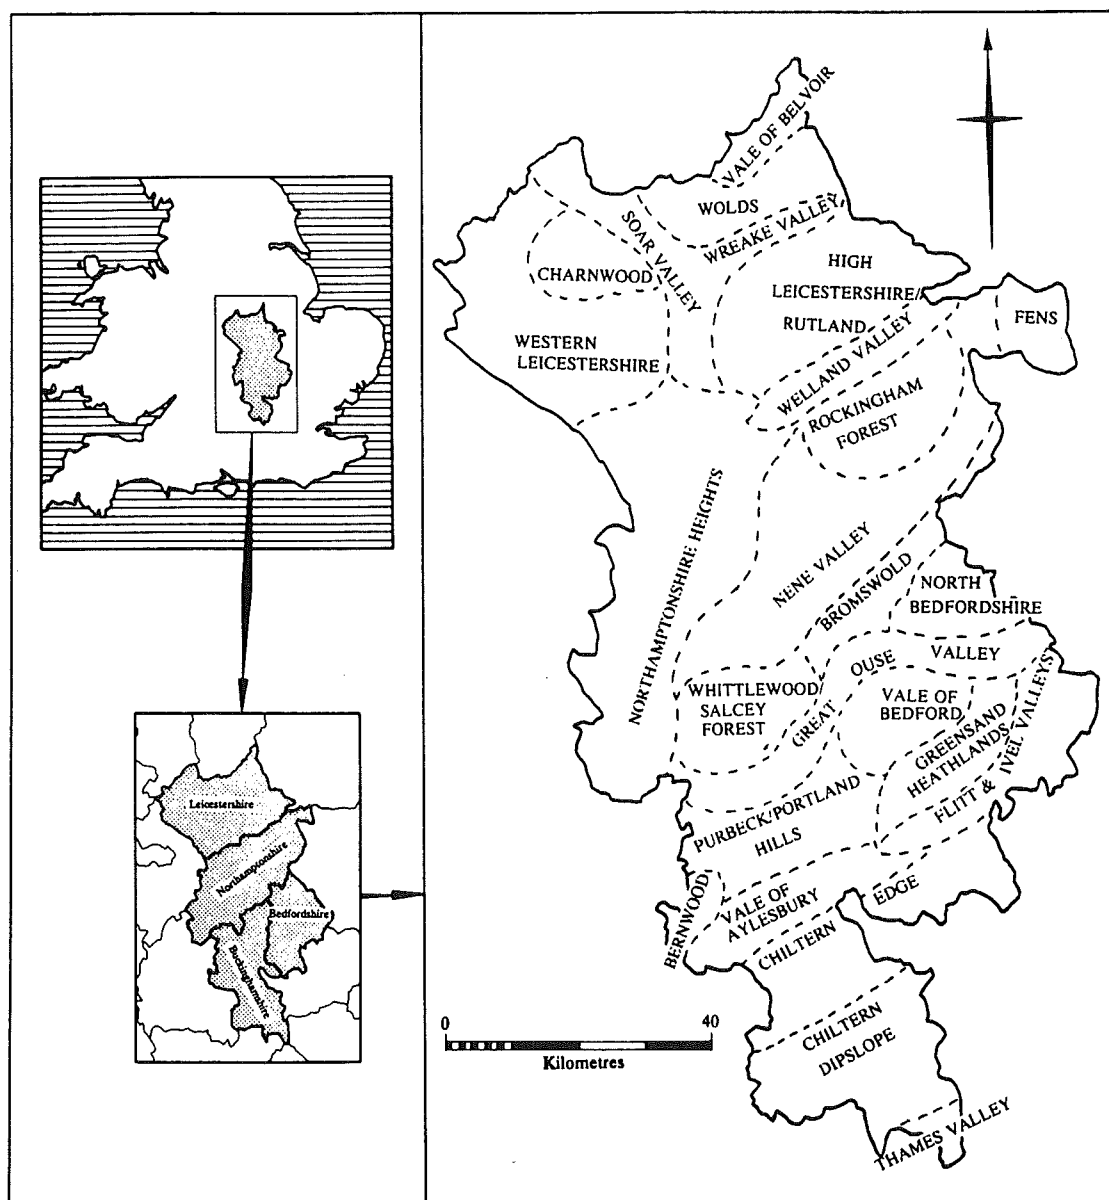 Leicestershire
Northamptonshire
Bedfordshire
Buckinghamshire
VALE OF BELVOIR
WOLDS
SOAR VALLEY
WREAKE VALLEY
CHARNWOOD
HIGH
LEICESTERSHIRE/
RUTLAND
FENS
WESTERN
LEICESTERSHIRE
WELLAND VALLEY
ROCKINGHAM
FOREST
NORTHAMPTONSHIRE HEIGHTS
NENE VALLEY
BROMSWOLD
NORTH
BEDFORDSHIRE
GREAT
OUSE
VALLEY
WHITTLEWOOD
SALCEY
FOREST
VALE OF
BEDFORD
GREENSAND
HEATHLANDS
FLITT &
IVEL VALLEYS
PURBECK/PORTLAND
HILLS
BERNWOOD
VALE OF
AYLESBURY
CHILTERN
EDGE
CHILTERN
DIPSLOPE
THAMES VALLEY
0
40
Kilometres